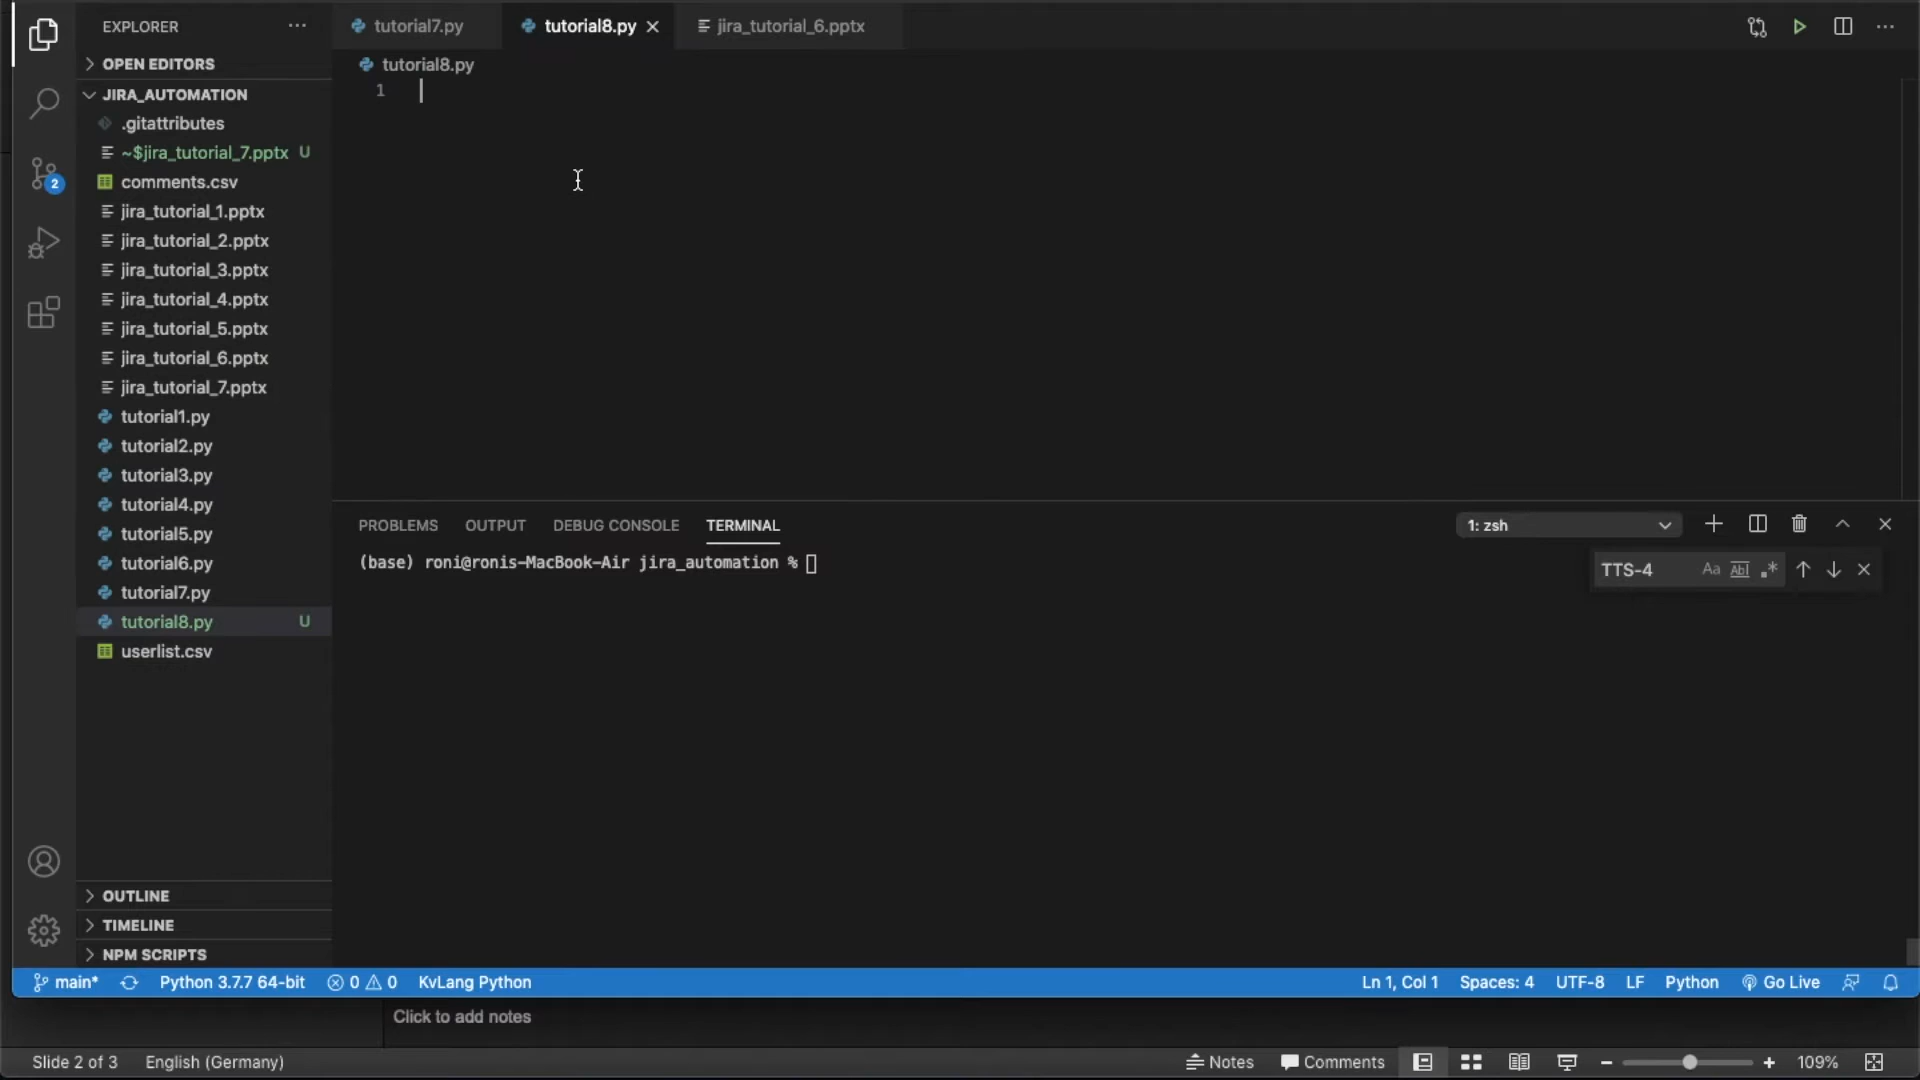 EXPLORER
OPEN EDITORS
JIRA_AUTOMATION
.gitattributes
~$jira_tutorial_7.pptx U
comments.csv
jira_tutorial_1.pptx
jira_tutorial_2.pptx
jira_tutorial_3.pptx
jira_tutorial_4.pptx
jira_tutorial_5.pptx
jira_tutorial_6.pptx
jira_tutorial_7.pptx
tutorial1.py
tutorial2.py
tutorial3.py
tutorial4.py
tutorial5.py
tutorial6.py
tutorial7.py
tutorial8.py U
userlist.csv
OUTLINE
TIMELINE
NPM SCRIPTS
2
tutorial7.py
tutorial8.py
jira_tutorial_6.pptx
tutorial8.py
1
PROBLEMS OUTPUT DEBUG CONSOLE TERMINAL
1: zsh
(base) roni@ronis-MacBook-Air jira_automation %
TTS-4 Aa Abl .*
main* Python 3.7.7 64-bit 0 0 KvLang Python
Ln 1, Col 1 Spaces: 4 UTF-8 LF Python Go Live
Click to add notes
Slide 2 of 3 English (Germany)
Notes Comments 109%